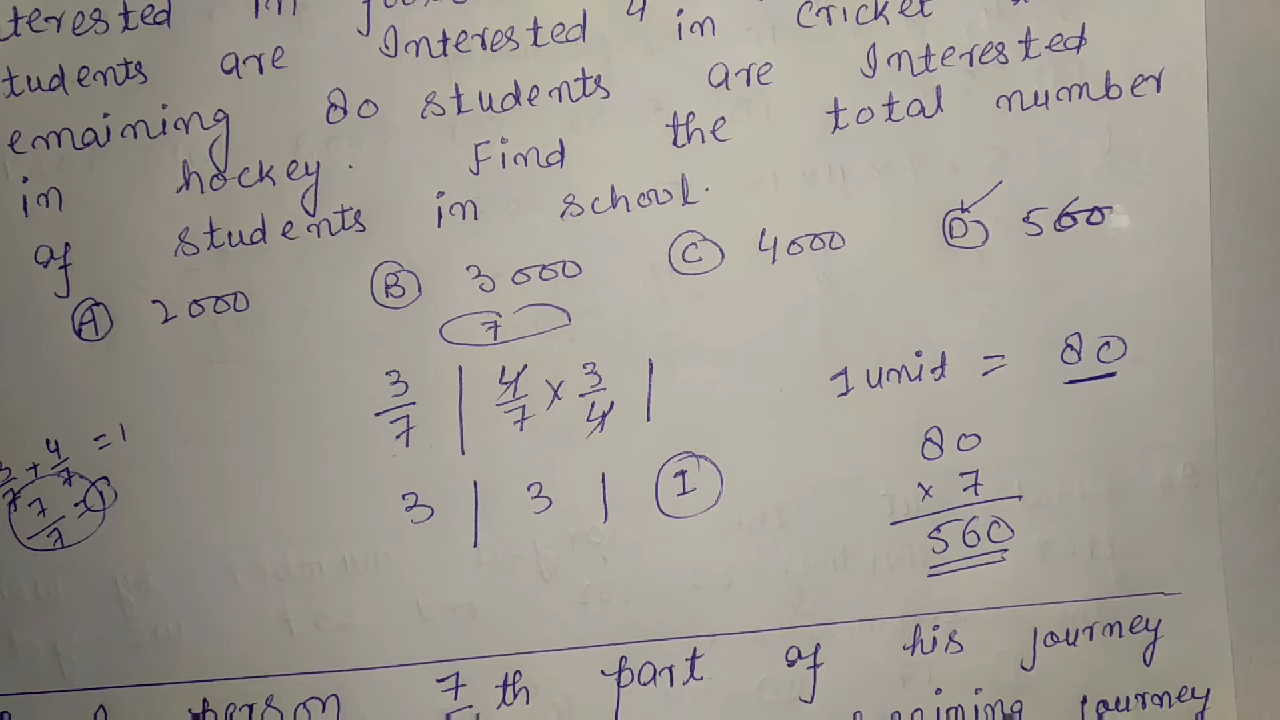 terested in
tudents are Interested 4 in cricket
emaining 80 students are Interested
in hockey. Find the total number
of students in school.
A 2000 B 3000 C 4000 D 560
7
3/7 | 4/7 × 3/4 |
1 unit = 80
3/7 + 4/7 = 1
7/7 = 1
3 | 3 | 1
80
× 7
560
person 7 th part of his journey
journey